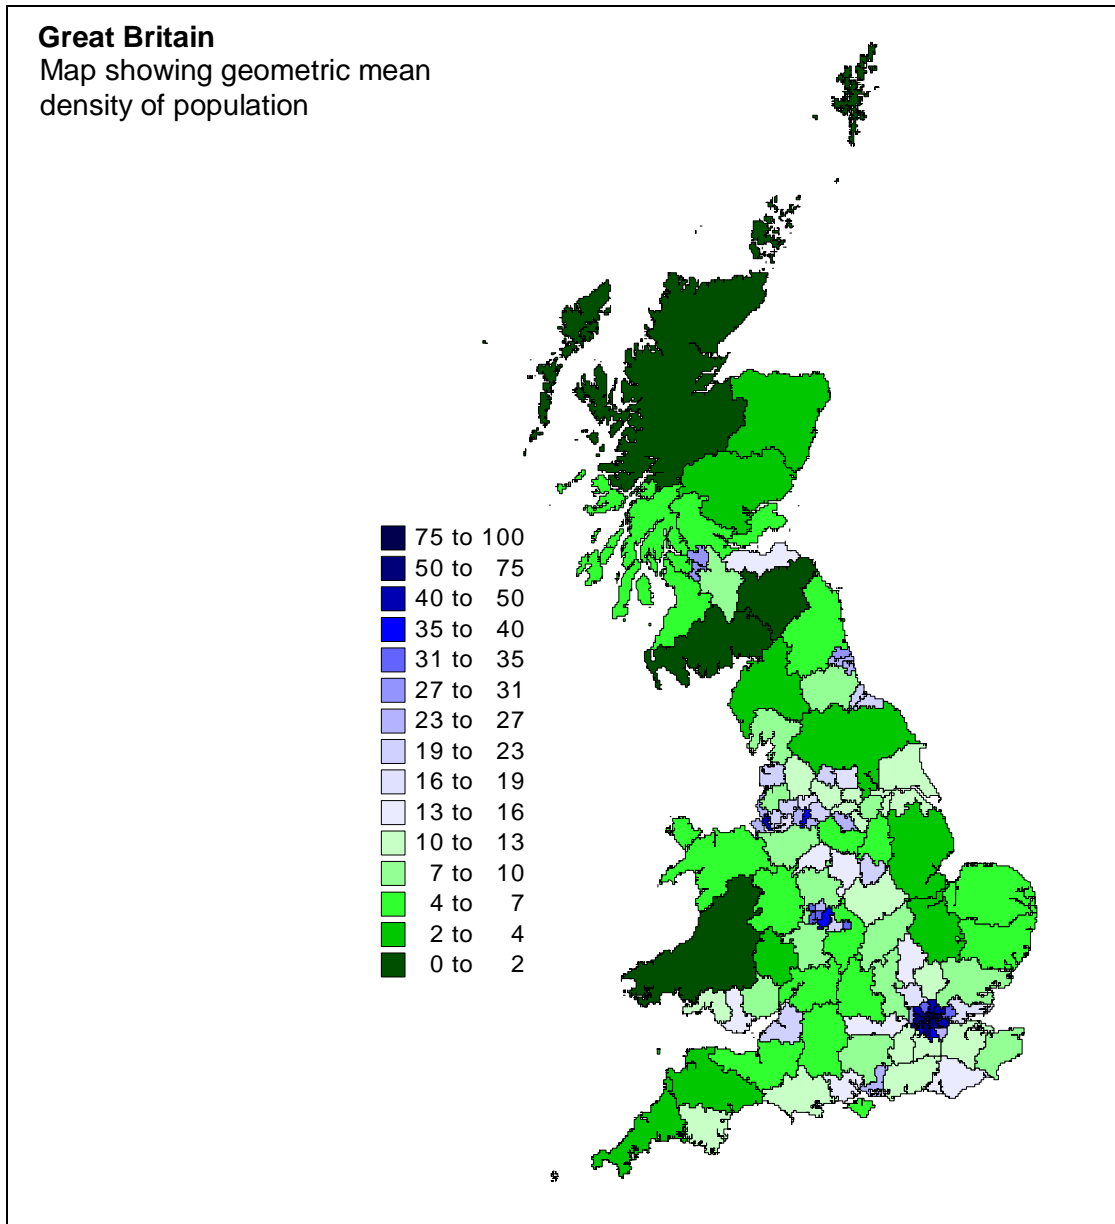 Great Britain
Map showing geometric mean
density of population
75 to 100
50 to 75
40 to 50
35 to 40
31 to 35
27 to 31
23 to 27
19 to 23
16 to 19
13 to 16
10 to 13
7 to 10
4 to 7
2 to 4
0 to 2